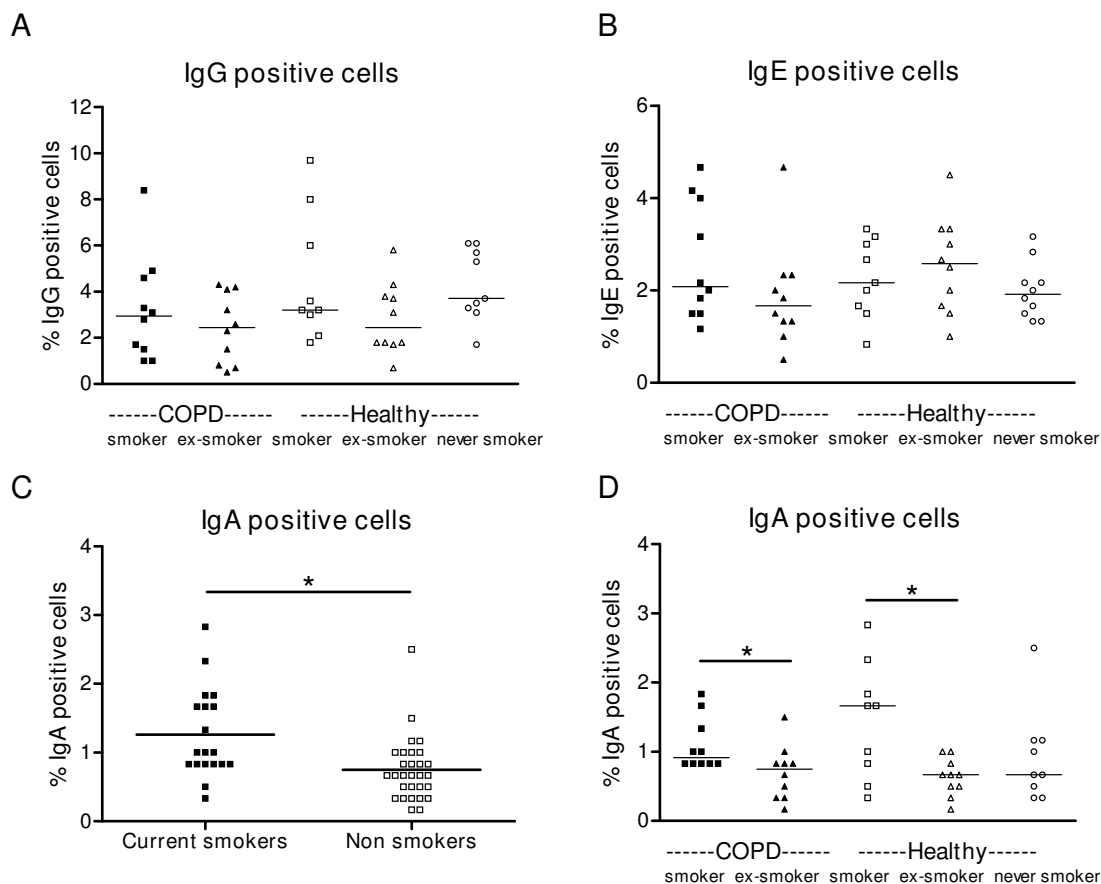 A
IgG positive cells
% IgG positive cells
12
10
8
6
4
2
0
------COPD------ ------Healthy------
smoker ex-smoker smoker ex-smoker never smoker
B
IgE positive cells
% IgE positive cells
6
4
2
0
------COPD------ ------Healthy------
smoker ex-smoker smoker ex-smoker never smoker
C
IgA positive cells
% IgA positive cells
4
3
2
1
0
*
Current smokers Non smokers
D
IgA positive cells
% IgA positive cells
4
3
2
1
0
*
*
------COPD------ ------Healthy------
smoker ex-smoker smoker ex-smoker never smoker